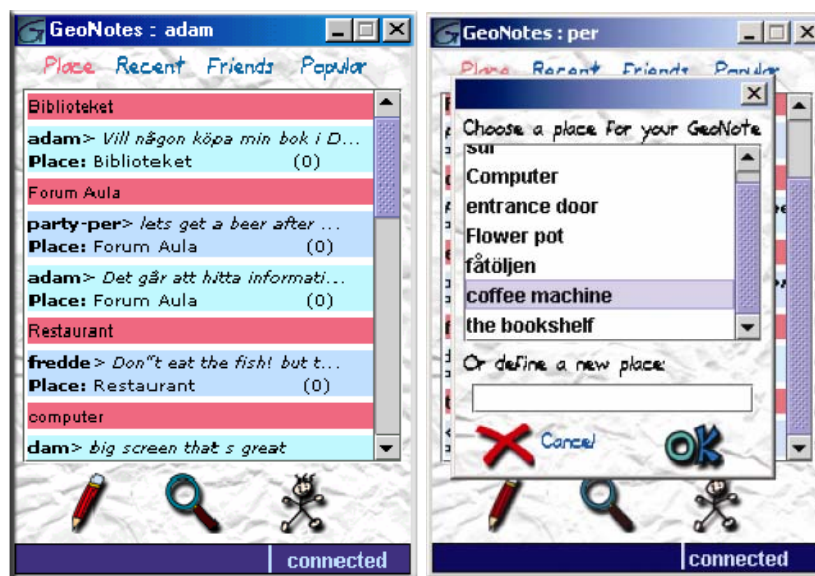 GeoNotes : adam
Place Recent Friends Popular
Biblioteket
adam> Vill någon köpa min bok i D...
Place: Biblioteket (0)
Forum Aula
party-per> lets get a beer after ...
Place: Forum Aula (0)
adam> Det går att hitta informati...
Place: Forum Aula (0)
Restaurant
fredde> Don"t eat the fish! but t...
Place: Restaurant (0)
computer
dam> big screen that s great
connected
GeoNotes : per
Place Recent Friends Popular
Choose a place for your GeoNote
sur
Computer
entrance door
Flower pot
fåtöljen
coffee machine
the bookshelf
Or define a new place:
Cancel OK
connected